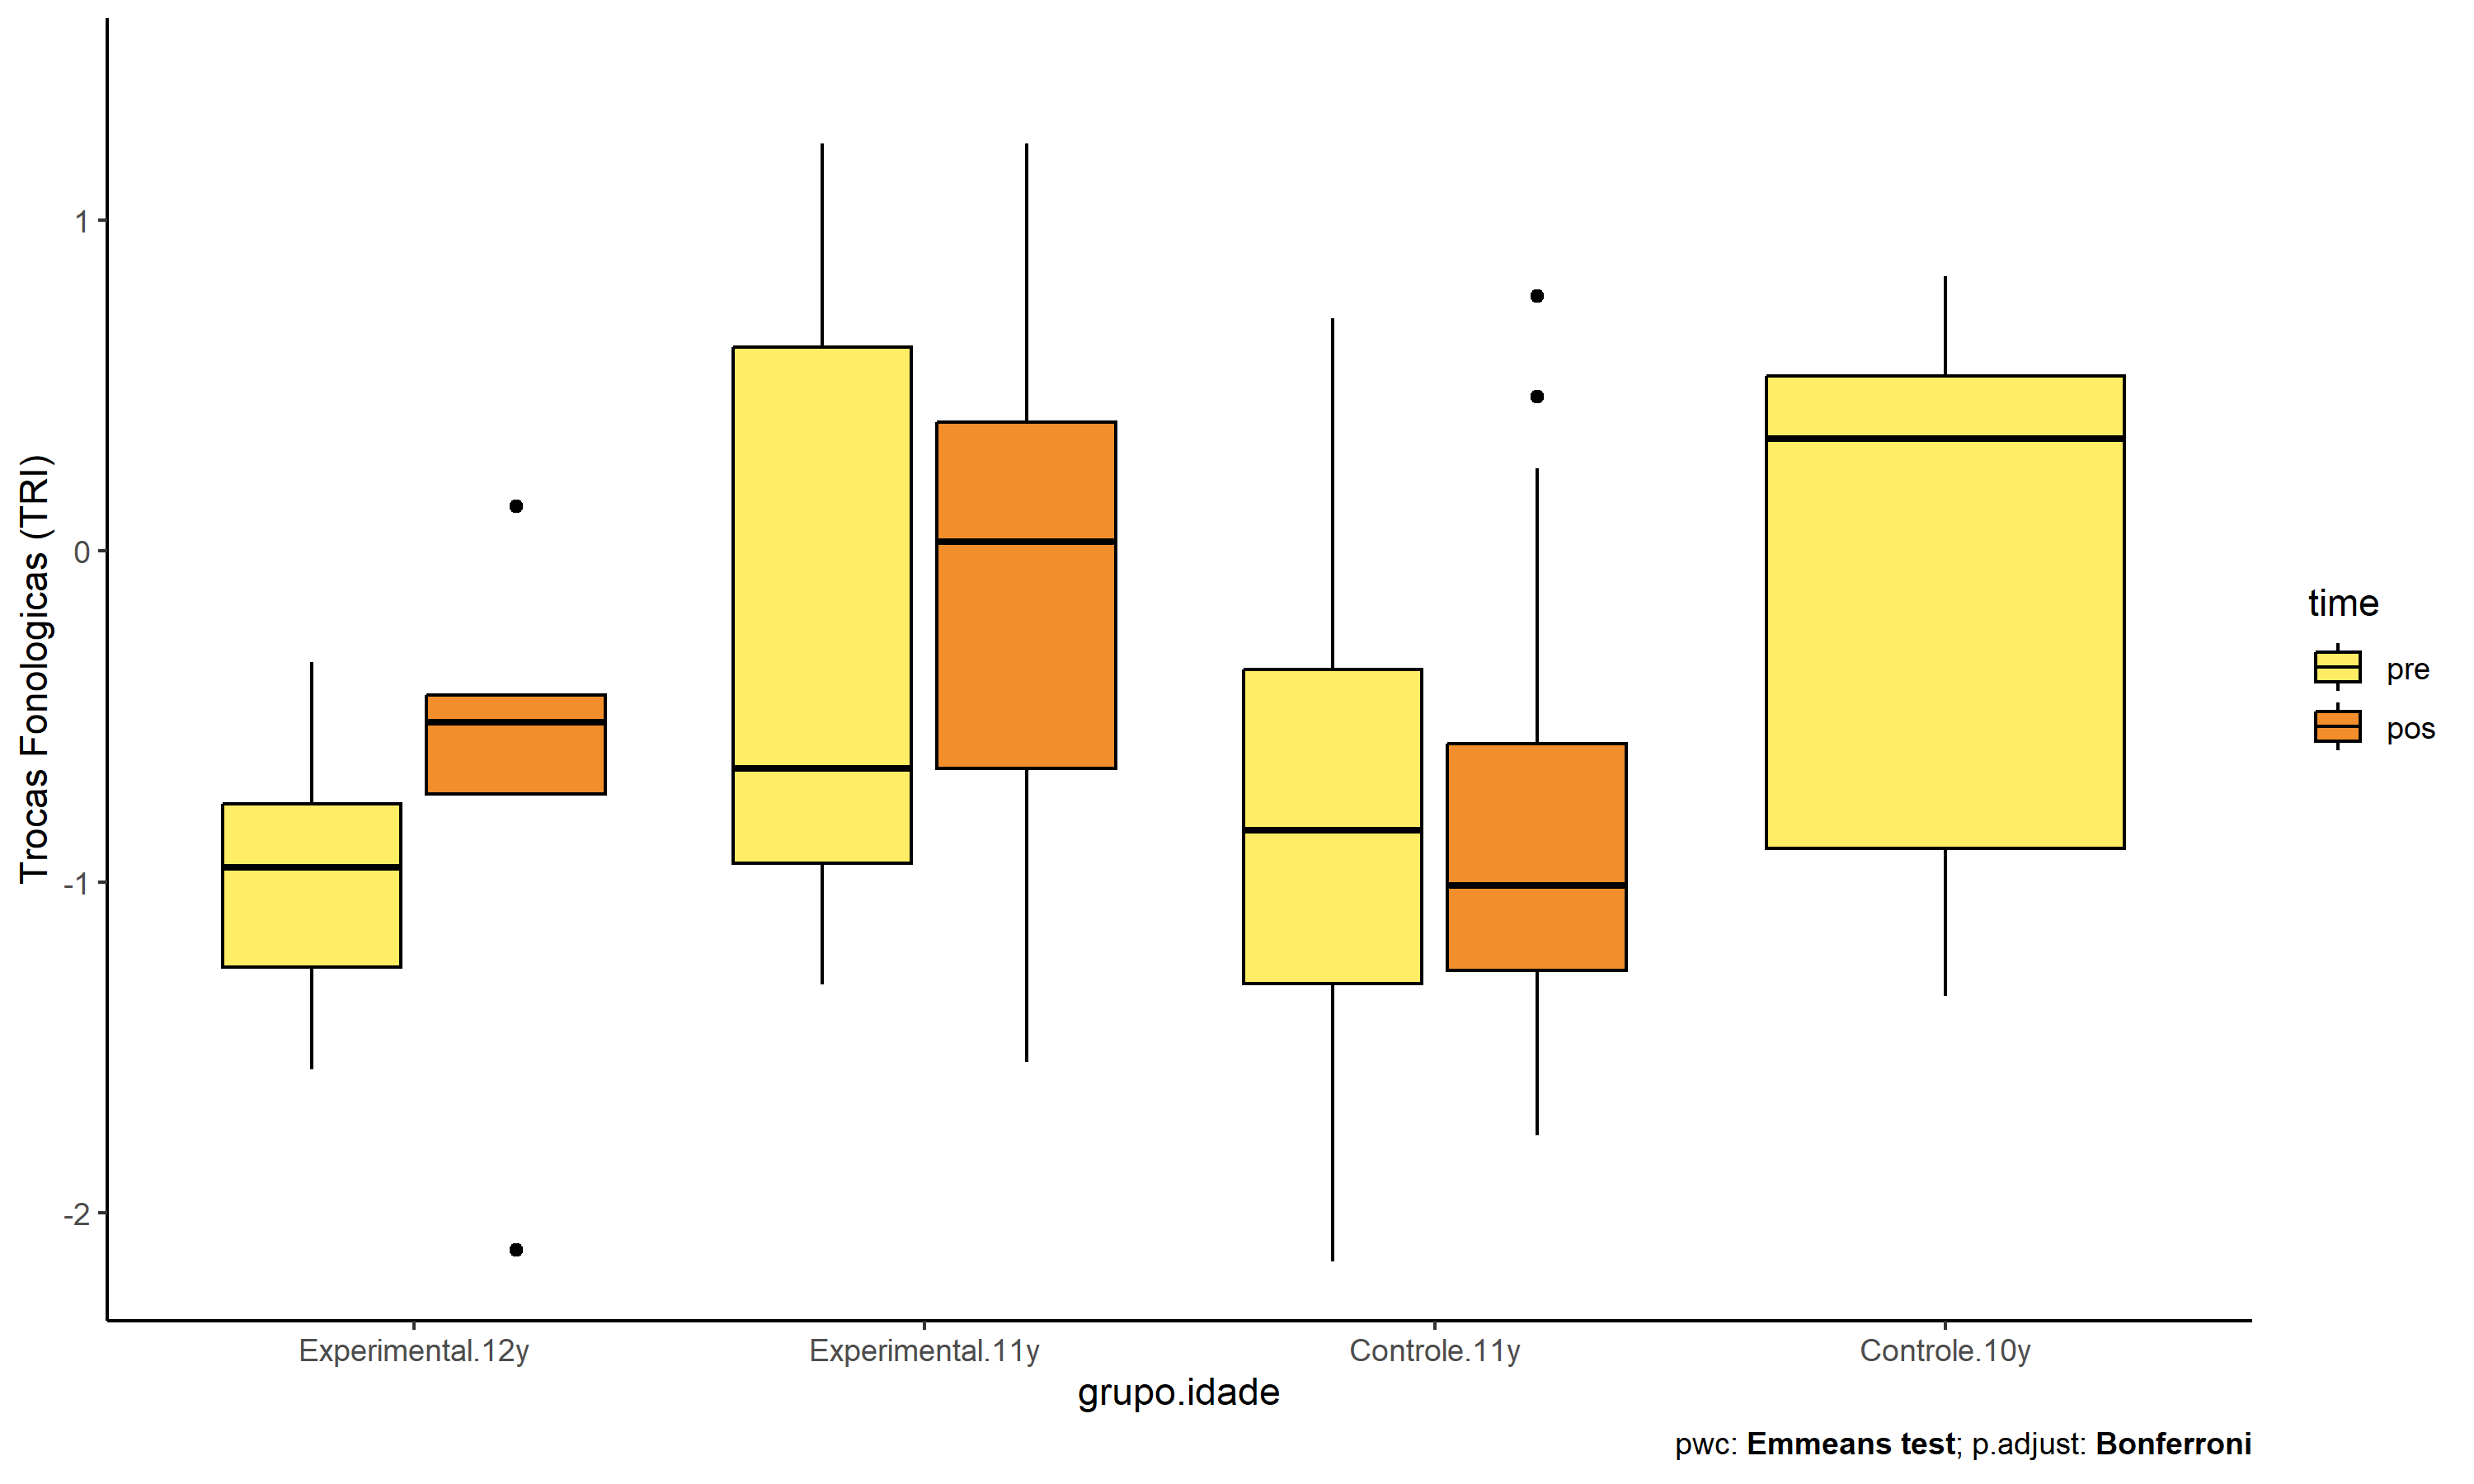 Trocas Fonologicas (TRI)
1
0
-1
-2
Experimental.12y
Experimental.11y
Controle.11y
Controle.10y
grupo.idade
time
pre
pos
pwc: Emmeans test; p.adjust: Bonferroni